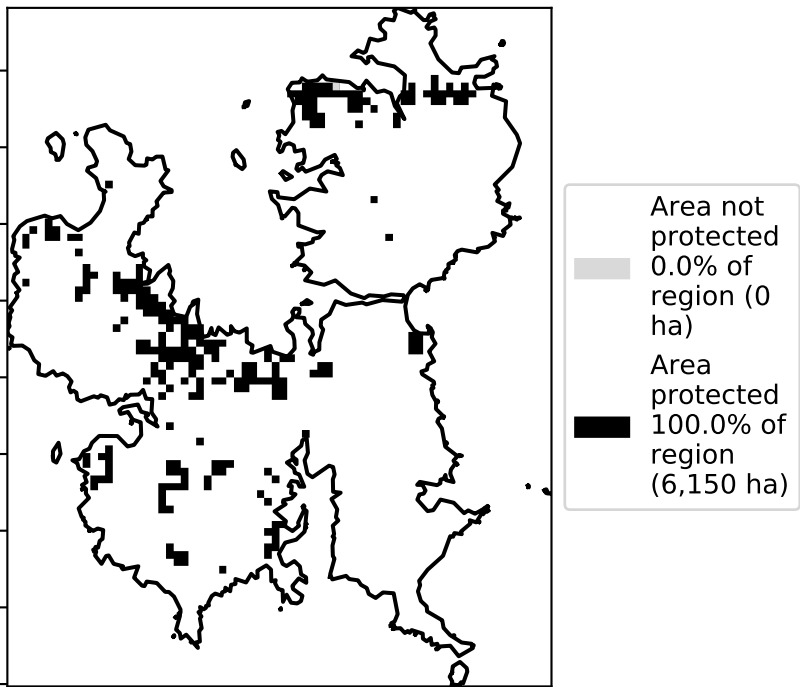 Area not
protected
0.0% of
region (0
ha)
Area
protected
100.0% of
region
(6,150 ha)